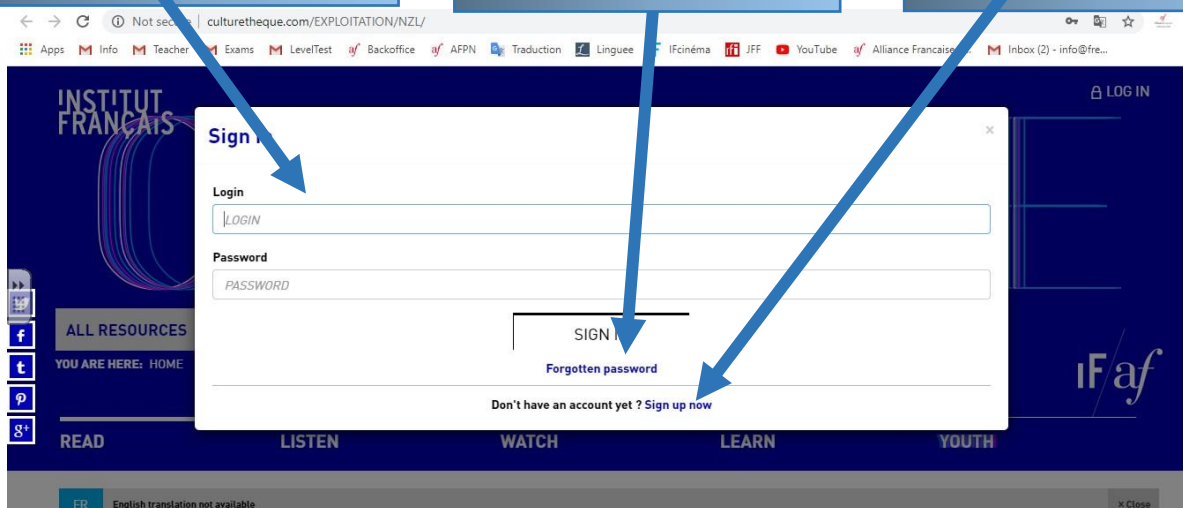 Not secure | culturetheque.com/EXPLOITATION/NZL/
Apps Info Teacher Exams LevelTest Backoffice AFPN Traduction Linguee IFcinéma JFF YouTube Alliance Francaise Inbox (2) - info@fre...
INSTITUT
FRANÇAIS
LOG IN
Sign in
×
Login
LOGIN
Password
PASSWORD
SIGN IN
Forgotten password
Don't have an account yet ? Sign up now
ALL RESOURCES
YOU ARE HERE: HOME
IF/af
READ LISTEN WATCH LEARN YOUTH
FR English translation not available × Close